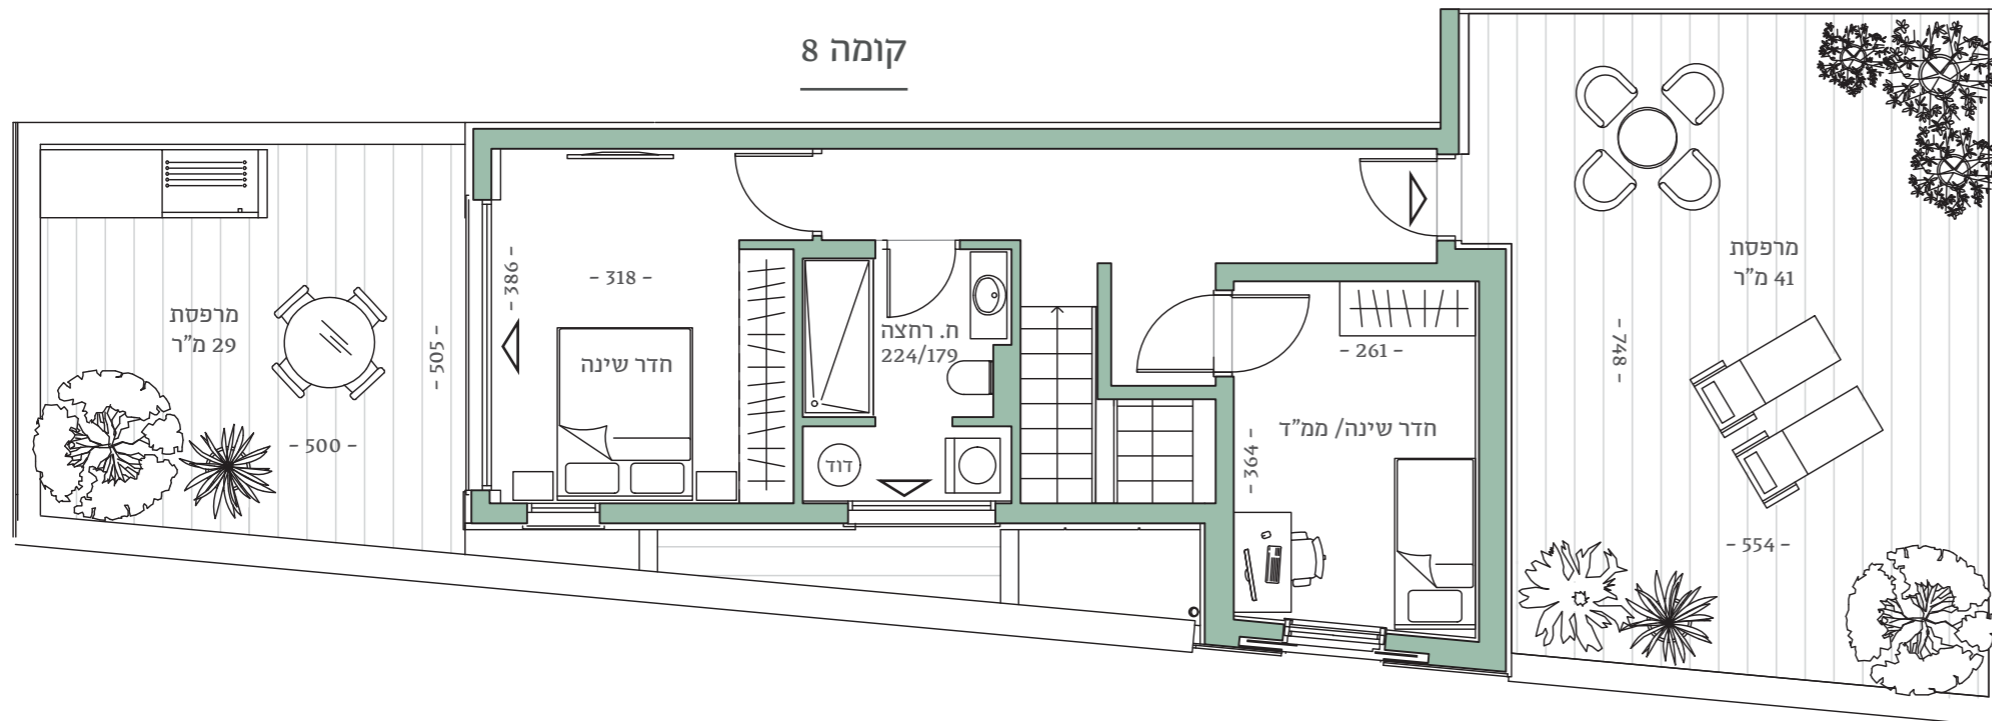 קומה 8
מרפסת
41 מ"ר
- 748 -
- 554 -
- 261 -
חדר שינה/ ממ"ד
- 364 -
ח. רחצה
224/179
דוד
- 386 -
- 318 -
חדר שינה
מרפסת
29 מ"ר
- 505 -
- 500 -